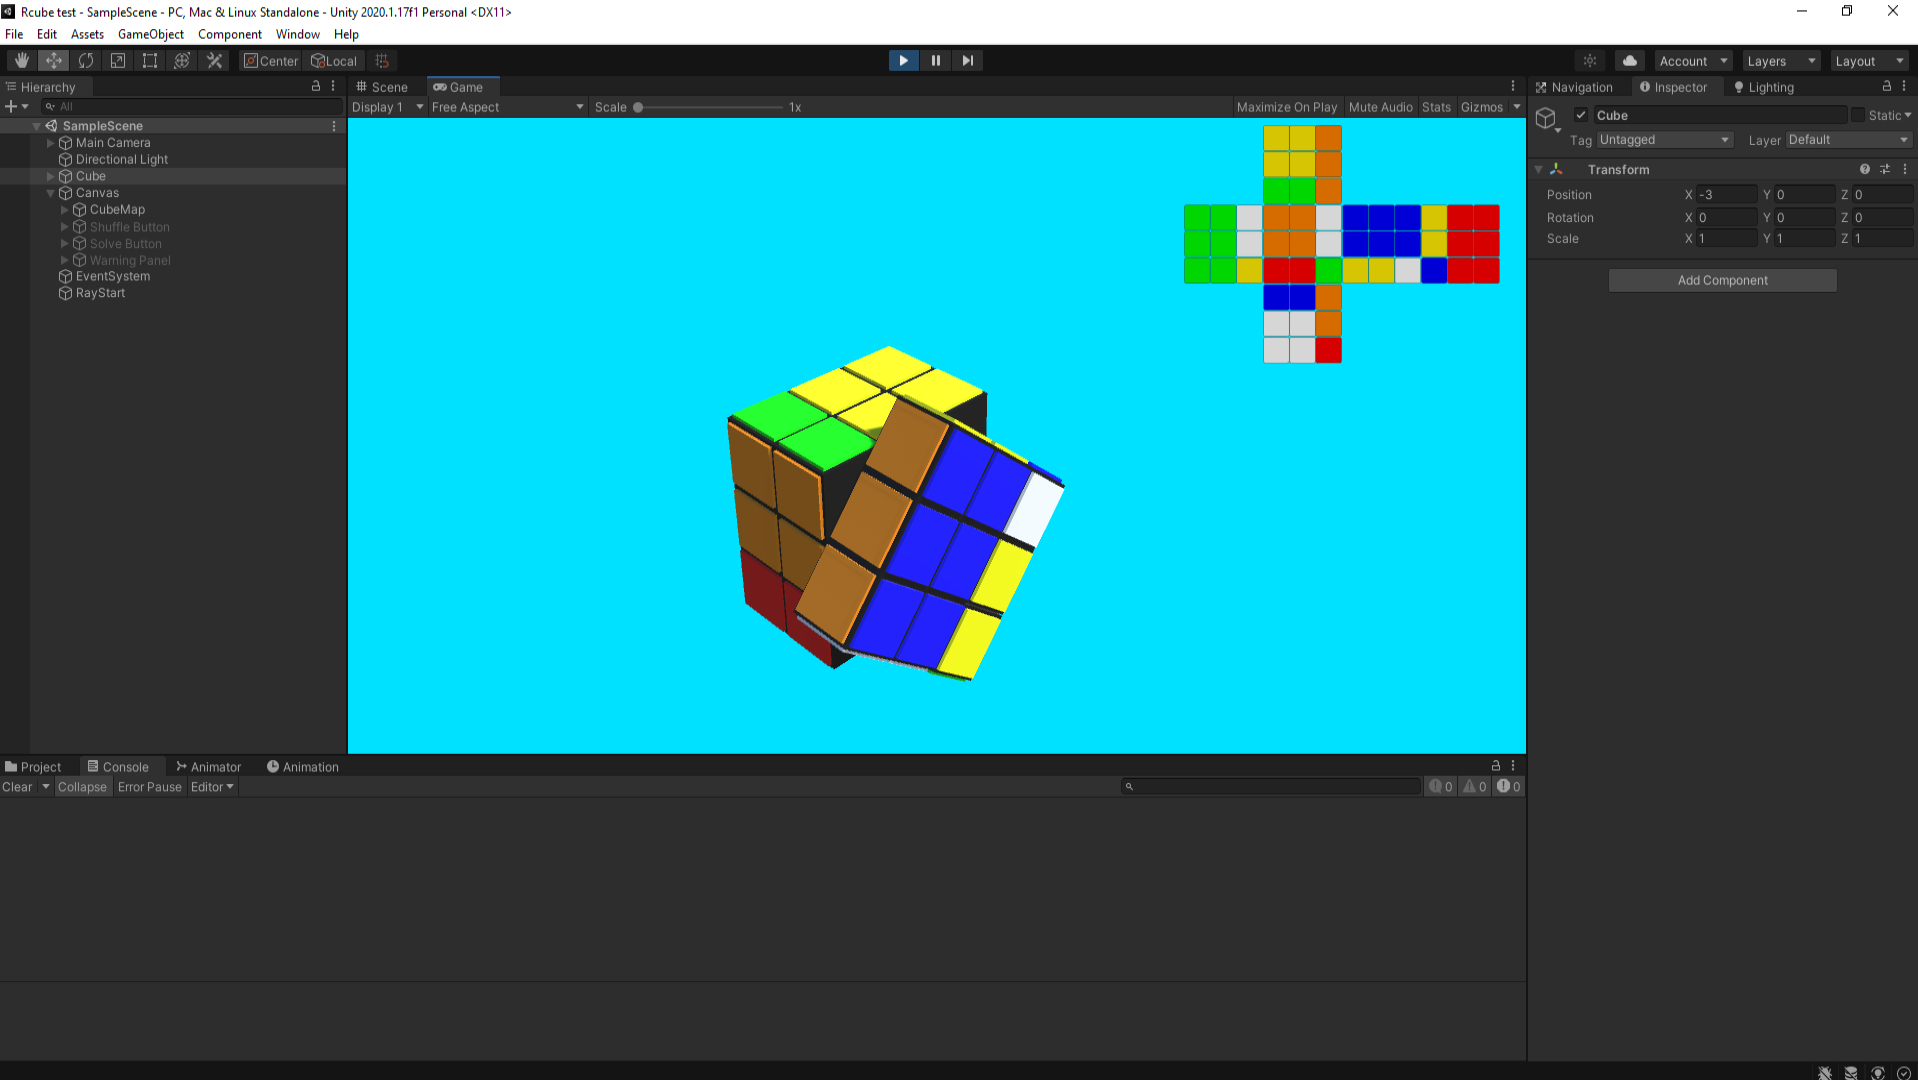 Rcube test - SampleScene - PC, Mac & Linux Standalone - Unity 2020.1.17f1 Personal <DX11>
File Edit Assets GameObject Component Window Help
Center Local Account Layers Layout
Hierarchy
All
SampleScene
Main Camera
Directional Light
Cube
Canvas
CubeMap
Shuffle Button
Solve Button
Warning Panel
EventSystem
RayStart
Scene Game
Display 1 Free Aspect Scale 1x Maximize On Play Mute Audio Stats Gizmos
Navigation Inspector Lighting
Cube Static
Tag Untagged Layer Default
Transform
Position X -3 Y 0 Z 0
Rotation X 0 Y 0 Z 0
Scale X 1 Y 1 Z 1
Add Component
Project Console Animator Animation
Clear Collapse Error Pause Editor 0 0 0